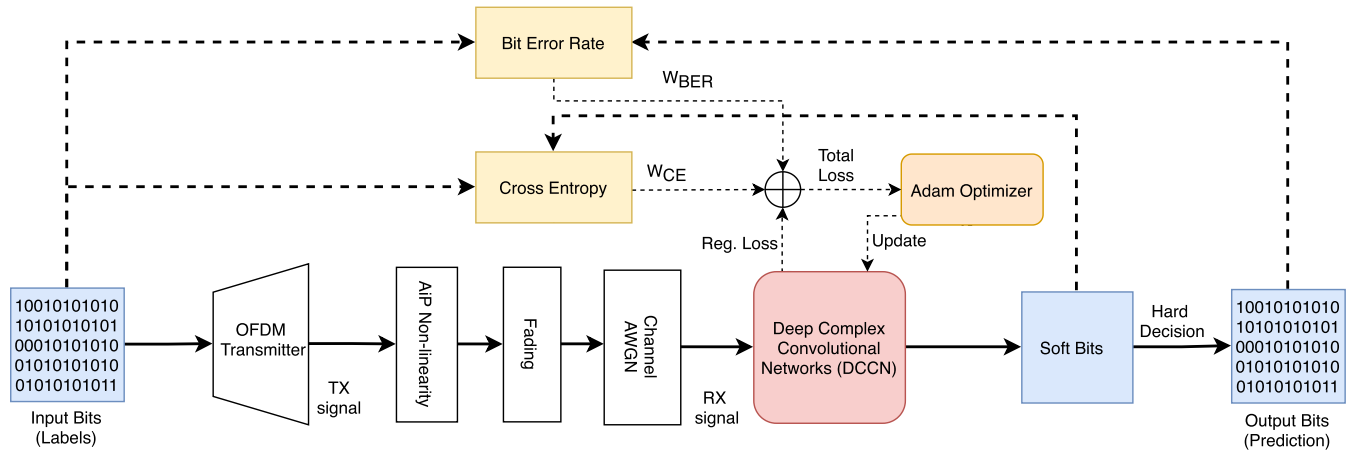 Bit Error Rate
W_BER
Cross Entropy
W_CE
Total
Loss
Adam Optimizer
Reg. Loss
Update
10010101010
10101010101
00010101010
01010101010
01010101011
Input Bits
(Labels)
OFDM
Transmitter
TX
signal
AiP Non-linearity
Fading
Channel
AWGN
RX
signal
Deep Complex
Convolutional
Networks (DCCN)
Soft Bits
Hard
Decision
10010101010
10101010101
00010101010
01010101010
01010101011
Output Bits
(Prediction)